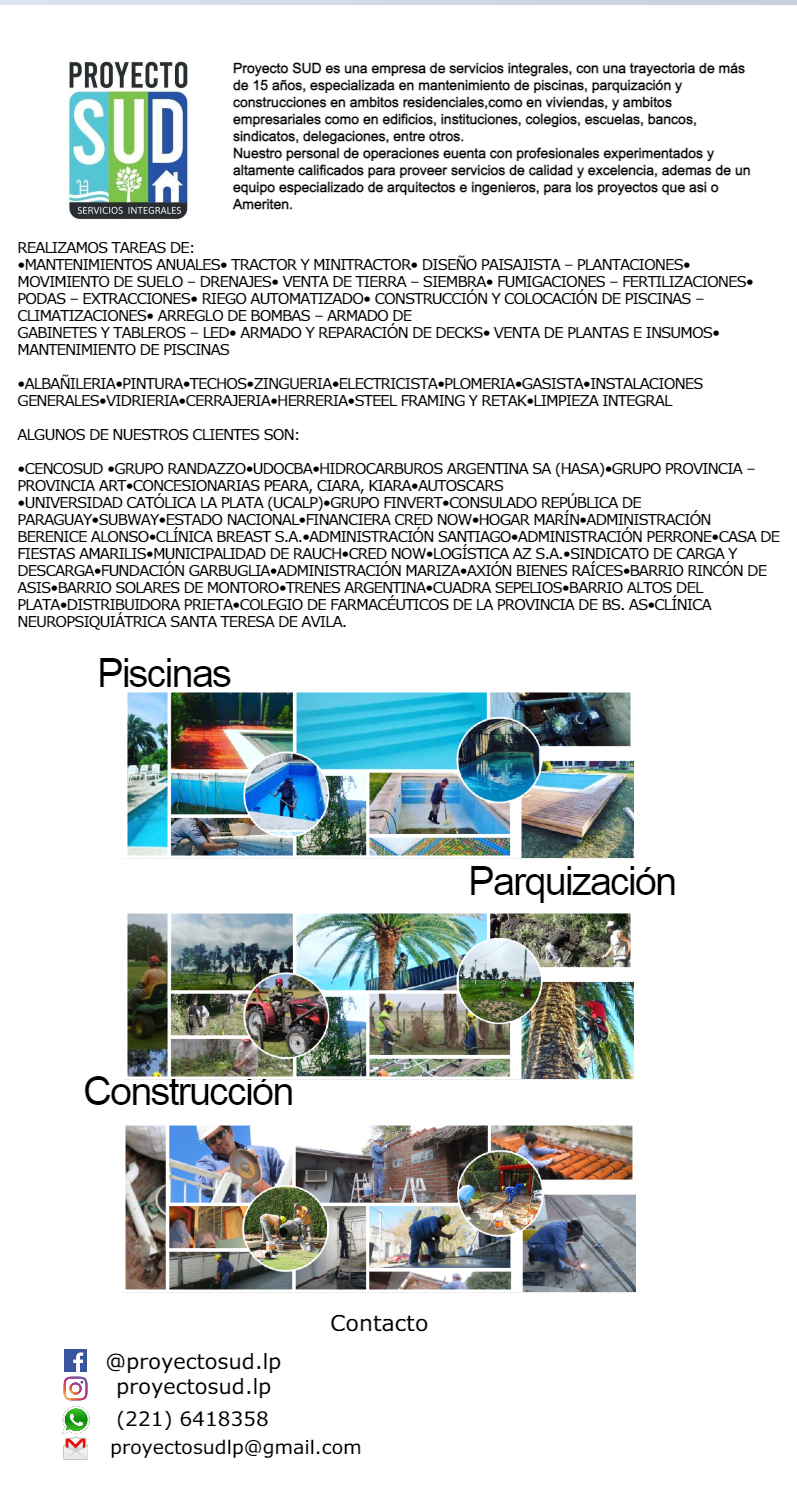 PROYECTO
SUD
SERVICIOS INTEGRALES
Proyecto SUD es una empresa de servicios integrales, con una trayectoria de más
de 15 años, especializada en mantenimiento de piscinas, parquización y
construcciones en ambitos residenciales,como en viviendas, y ambitos
empresariales como en edificios, instituciones, colegios, escuelas, bancos,
sindicatos, delegaciones, entre otros.
Nuestro personal de operaciones euenta con profesionales experimentados y
altamente calificados para proveer servicios de calidad y excelencia, ademas de un
equipo especializado de arquitectos e ingenieros, para los proyectos que asi o
Ameriten.
REALIZAMOS TAREAS DE:
•MANTENIMIENTOS ANUALES• TRACTOR Y MINITRACTOR• DISEÑO PAISAJISTA – PLANTACIONES•
MOVIMIENTO DE SUELO – DRENAJES• VENTA DE TIERRA – SIEMBRA• FUMIGACIONES – FERTILIZACIONES•
PODAS – EXTRACCIONES• RIEGO AUTOMATIZADO• CONSTRUCCIÓN Y COLOCACIÓN DE PISCINAS –
CLIMATIZACIONES• ARREGLO DE BOMBAS – ARMADO DE
GABINETES Y TABLEROS – LED• ARMADO Y REPARACIÓN DE DECKS• VENTA DE PLANTAS E INSUMOS•
MANTENIMIENTO DE PISCINAS
•ALBAÑILERIA•PINTURA•TECHOS•ZINGUERIA•ELECTRICISTA•PLOMERIA•GASISTA•INSTALACIONES
GENERALES•VIDRIERIA•CERRAJERIA•HERRERIA•STEEL FRAMING Y RETAK•LIMPIEZA INTEGRAL
ALGUNOS DE NUESTROS CLIENTES SON:
•CENCOSUD •GRUPO RANDAZZO•UDOCBA•HIDROCARBUROS ARGENTINA SA (HASA)•GRUPO PROVINCIA –
PROVINCIA ART•CONCESIONARIAS PEARA, CIARA, KIARA•AUTOSCARS
•UNIVERSIDAD CATÓLICA LA PLATA (UCALP)•GRUPO FINVERT•CONSULADO REPÚBLICA DE
PARAGUAY•SUBWAY•ESTADO NACIONAL•FINANCIERA CRED NOW•HOGAR MARÍN•ADMINISTRACIÓN
BERENICE ALONSO•CLÍNICA BREAST S.A.•ADMINISTRACIÓN SANTIAGO•ADMINISTRACIÓN PERRONE•CASA DE
FIESTAS AMARILIS•MUNICIPALIDAD DE RAUCH•CRED NOW•LOGÍSTICA AZ S.A.•SINDICATO DE CARGA Y
DESCARGA•FUNDACIÓN GARBUGLIA•ADMINISTRACIÓN MARIZA•AXIÓN BIENES RAÍCES•BARRIO RINCÓN DE
ASIS•BARRIO SOLARES DE MONTORO•TRENES ARGENTINA•CUADRA SEPELIOS•BARRIO ALTOS DEL
PLATA•DISTRIBUIDORA PRIETA•COLEGIO DE FARMACÉUTICOS DE LA PROVINCIA DE BS. AS•CLÍNICA
NEUROPSIQUIÁTRICA SANTA TERESA DE AVILA.
Piscinas
Parquización
Construcción
Contacto
@proyectosud.lp
proyectosud.lp
(221) 6418358
proyectosudlp@gmail.com